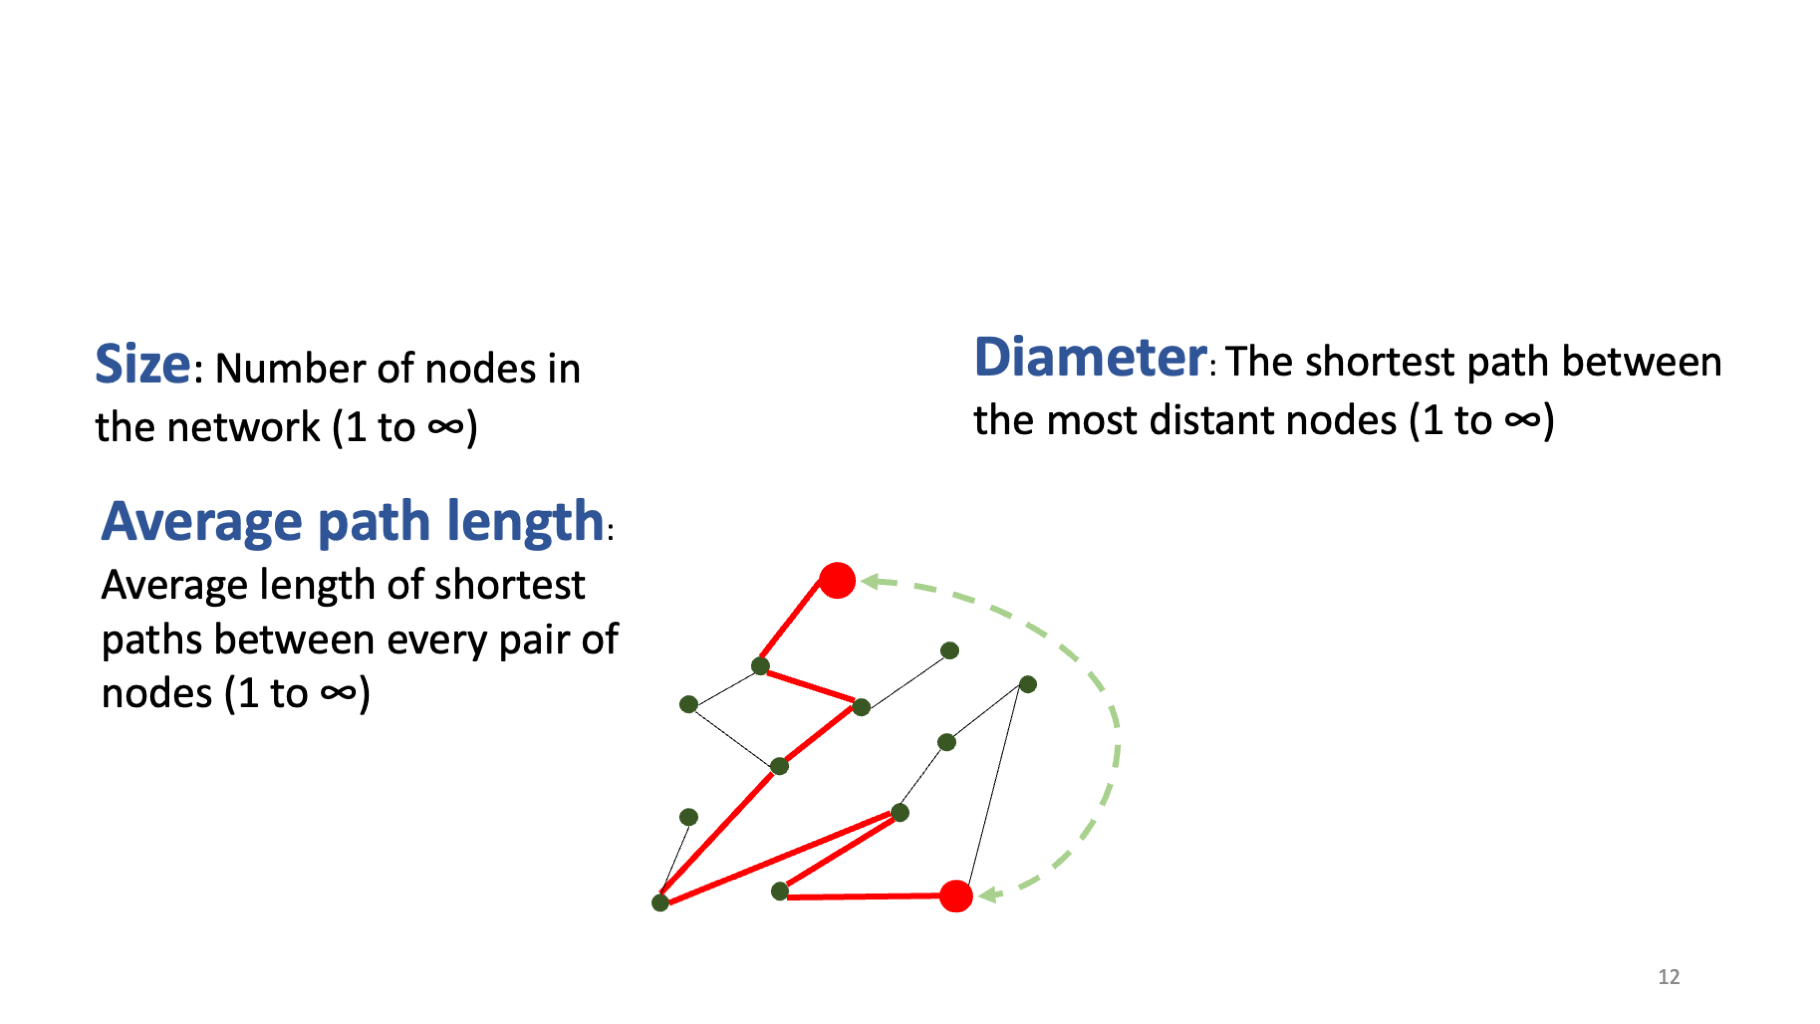 Size: Number of nodes in
the network (1 to ∞)
Diameter: The shortest path between
the most distant nodes (1 to ∞)
Average path length:
Average length of shortest
paths between every pair of
nodes (1 to ∞)
12